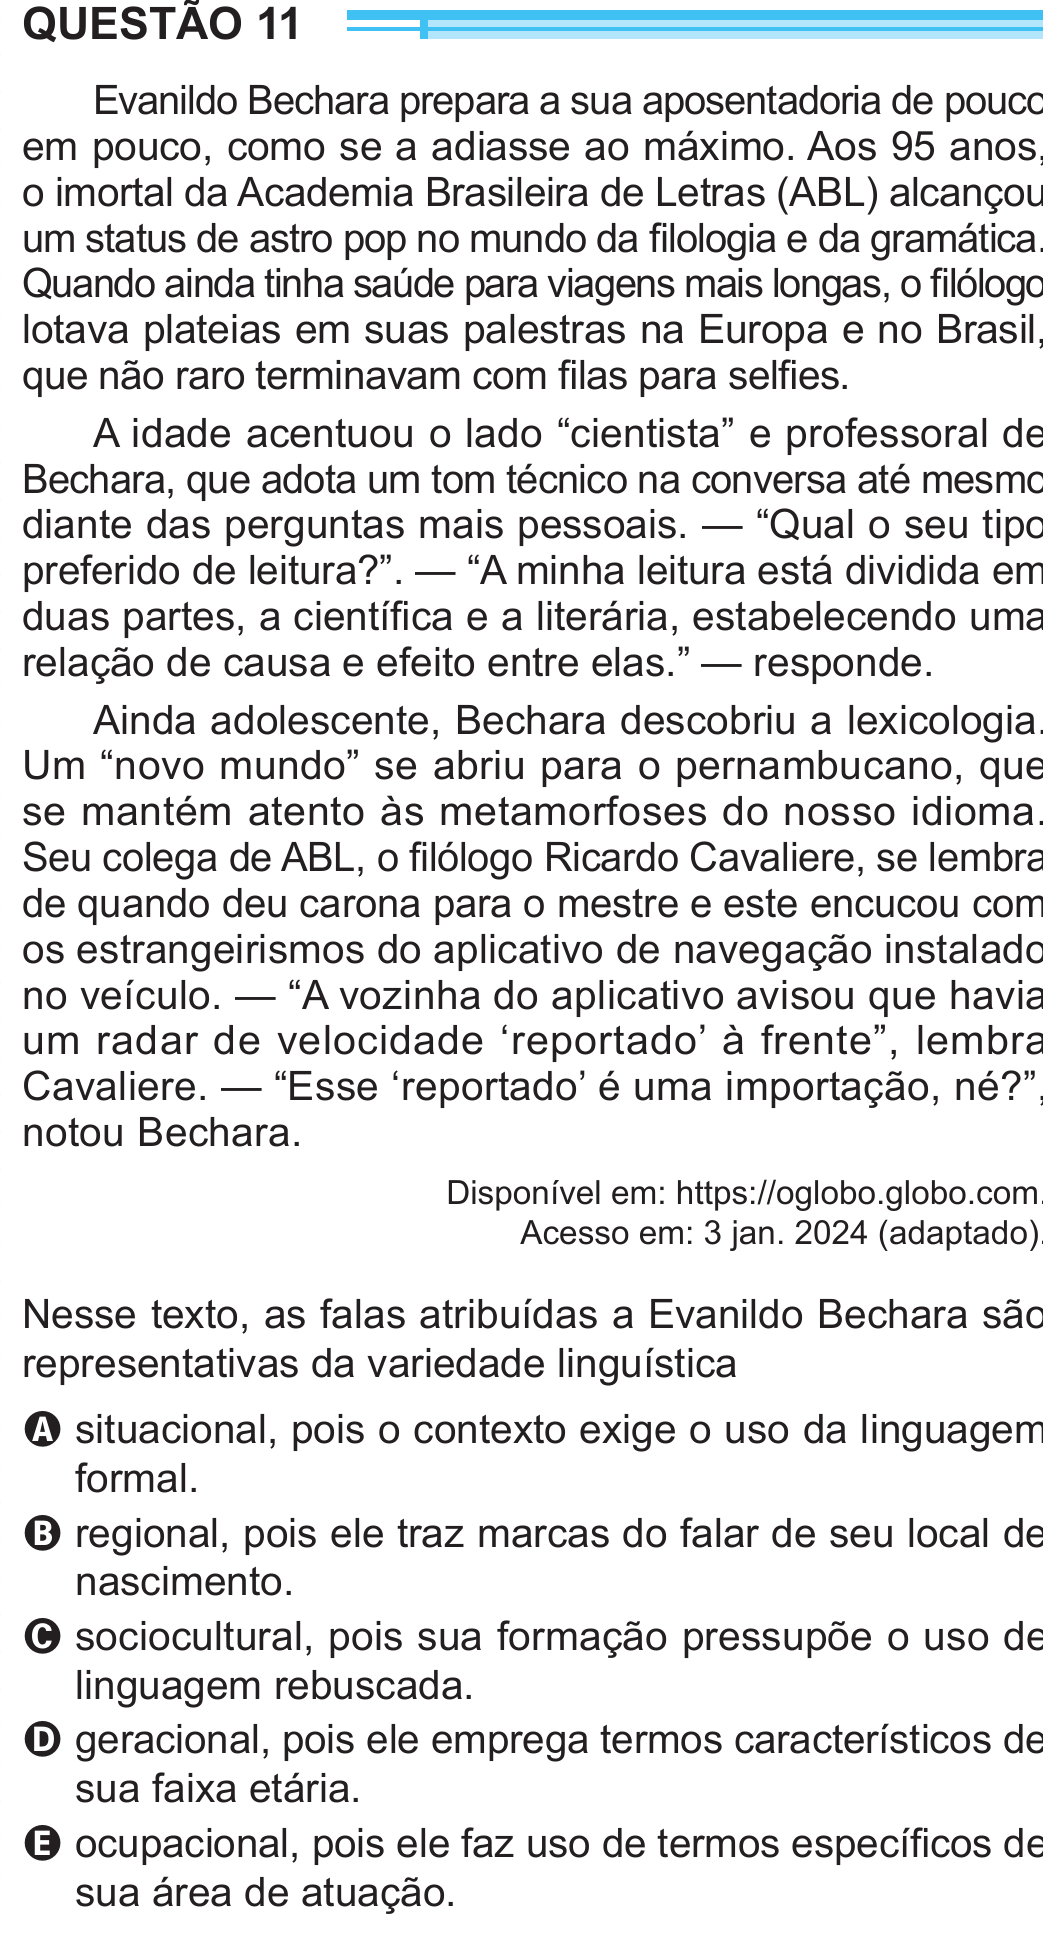 QUESTÃO 11
Evanildo Bechara prepara a sua aposentadoria de pouco
em pouco, como se a adiasse ao máximo. Aos 95 anos,
o imortal da Academia Brasileira de Letras (ABL) alcançou
um status de astro pop no mundo da filologia e da gramática.
Quando ainda tinha saúde para viagens mais longas, o filólogo
lotava plateias em suas palestras na Europa e no Brasil,
que não raro terminavam com filas para selfies.
A idade acentuou o lado “cientista” e professoral de
Bechara, que adota um tom técnico na conversa até mesmo
diante das perguntas mais pessoais. — “Qual o seu tipo
preferido de leitura?”. — “A minha leitura está dividida em
duas partes, a científica e a literária, estabelecendo uma
relação de causa e efeito entre elas.” — responde.
Ainda adolescente, Bechara descobriu a lexicologia.
Um “novo mundo” se abriu para o pernambucano, que
se mantém atento às metamorfoses do nosso idioma.
Seu colega de ABL, o filólogo Ricardo Cavaliere, se lembra
de quando deu carona para o mestre e este encucou com
os estrangeirismos do aplicativo de navegação instalado
no veículo. — “A vozinha do aplicativo avisou que havia
um radar de velocidade ‘reportado’ à frente”, lembra
Cavaliere. — “Esse ‘reportado’ é uma importação, né?”,
notou Bechara.
Disponível em: https://oglobo.globo.com.
Acesso em: 3 jan. 2024 (adaptado).
Nesse texto, as falas atribuídas a Evanildo Bechara são
representativas da variedade linguística
A situacional, pois o contexto exige o uso da linguagem
formal.
B regional, pois ele traz marcas do falar de seu local de
nascimento.
C sociocultural, pois sua formação pressupõe o uso de
linguagem rebuscada.
D geracional, pois ele emprega termos característicos de
sua faixa etária.
E ocupacional, pois ele faz uso de termos específicos de
sua área de atuação.